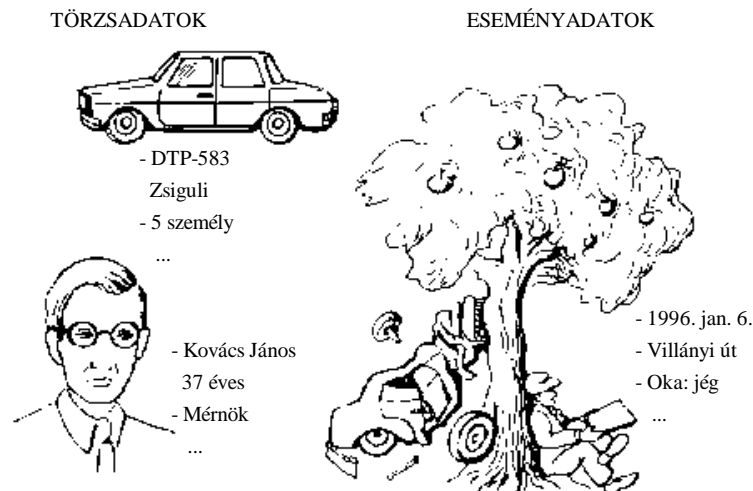 TÖRZSADATOK
- DTP-583
Zsiguli
- 5 személy
...
- Kovács János
37 éves
- Mérnök
...
ESEMÉNYADATOK
- 1996. jan. 6.
- Villányi út
- Oka: jég
...